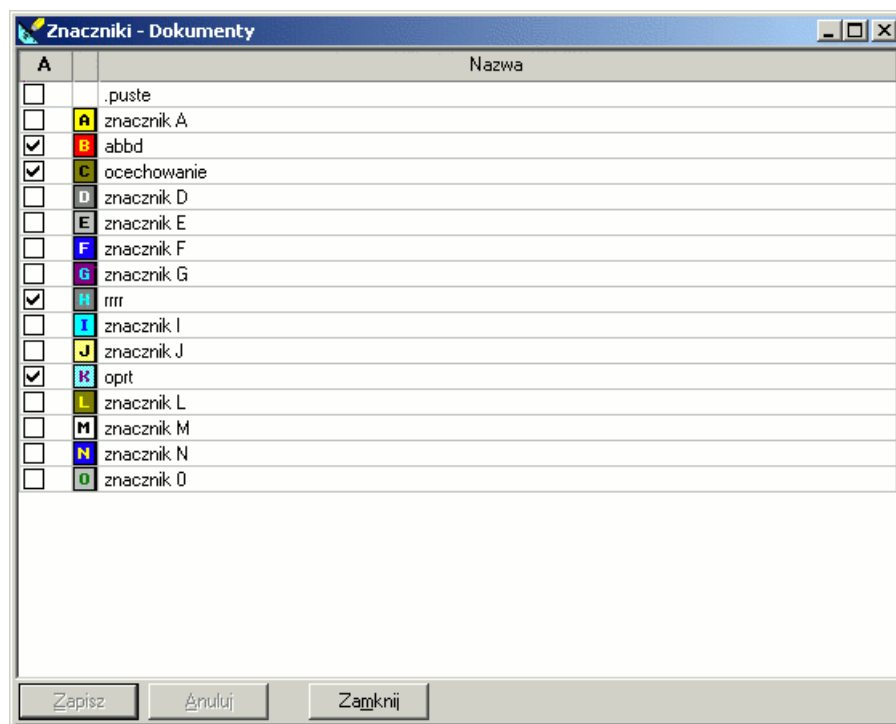 Znaczniki - Dokumenty
A Nazwa
.puste
A znacznik A
B abbd
C ocechowanie
D znacznik D
E znacznik E
F znacznik F
G znacznik G
H rrrr
I znacznik I
J znacznik J
K oprt
L znacznik L
M znacznik M
N znacznik N
O znacznik O
Zapisz Anuluj Zamknij